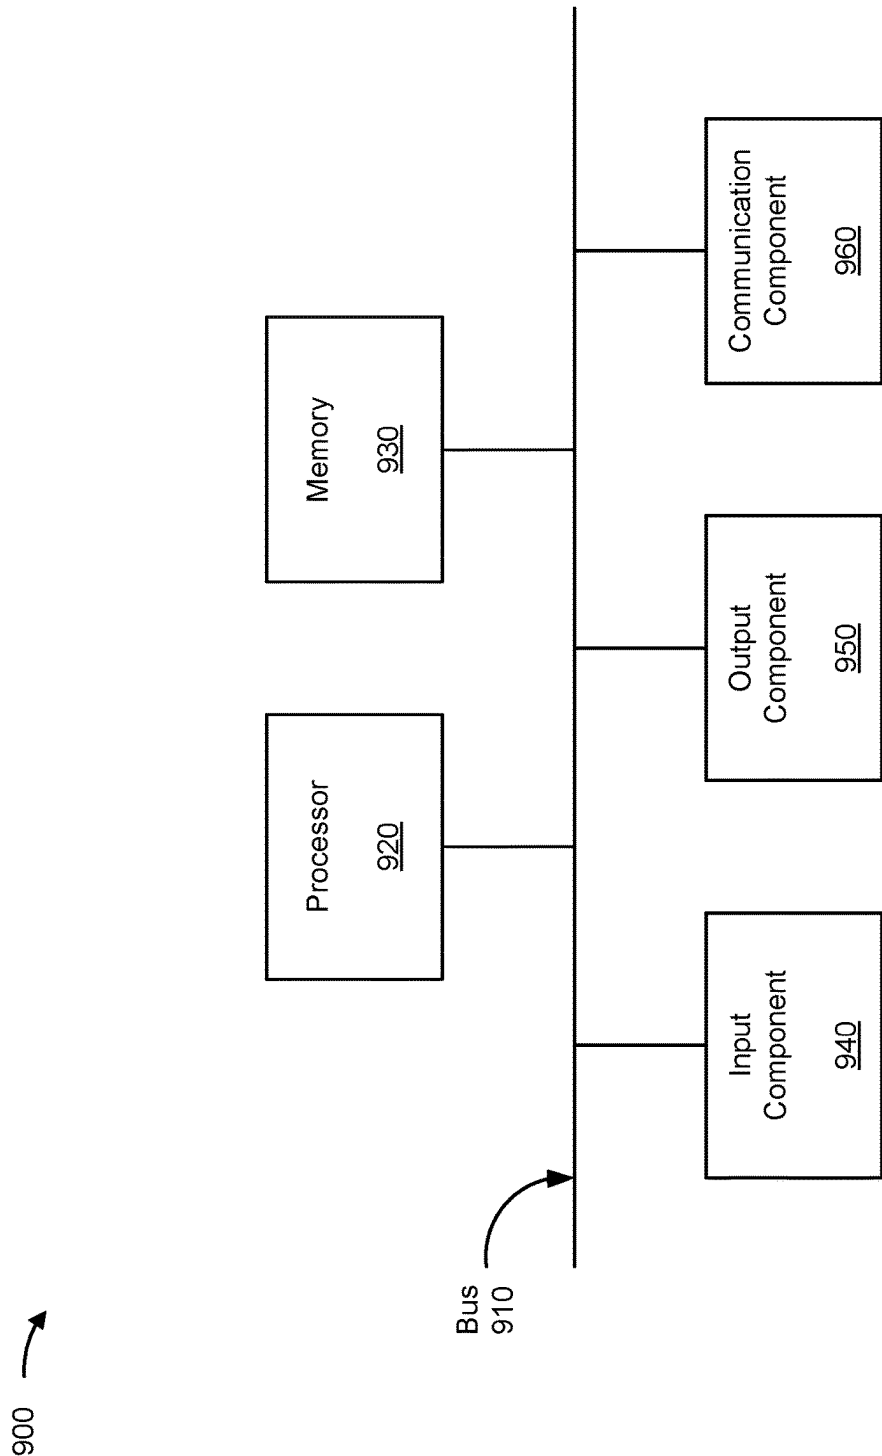 900
Processor
920
Memory
930
Bus
910
Input
Component
940
Output
Component
950
Communication
Component
960